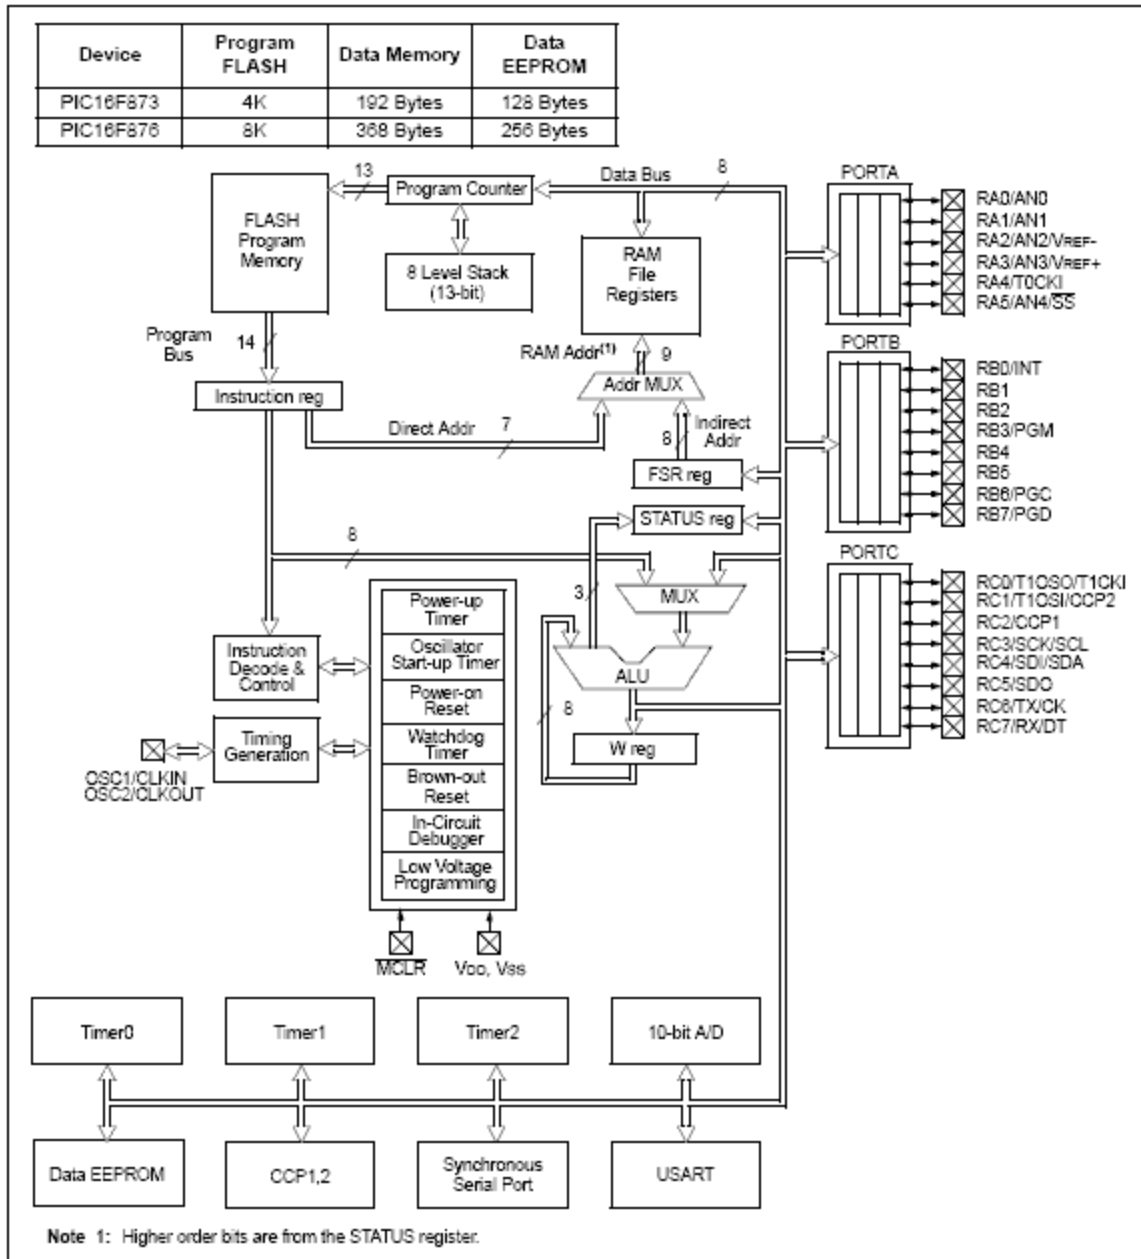 Device Program FLASH Data Memory Data EEPROM
PIC16F873 4K 192 Bytes 128 Bytes
PIC16F876 8K 368 Bytes 256 Bytes
13
Program Counter
Data Bus
8
PORTA
FLASH
Program
Memory
8 Level Stack
(13-bit)
RAM
File
Registers
RA0/AN0
RA1/AN1
RA2/AN2/VREF-
RA3/AN3/VREF+
RA4/T0CKI
RA5/AN4/SS
Program
Bus
14
RAM Addr(1)
9
PORTB
Instruction reg
Addr MUX
Direct Addr
7
8
Indirect
Addr
FSR reg
STATUS reg
RB0/INT
RB1
RB2
RB3/PGM
RB4
RB5
RB6/PGC
RB7/PGD
8
PORTC
3
MUX
ALU
8
W reg
RC0/T1OSO/T1CKI
RC1/T1OSI/CCP2
RC2/CCP1
RC3/SCK/SCL
RC4/SDI/SDA
RC5/SDO
RC6/TX/CK
RC7/RX/DT
Instruction
Decode &
Control
Timing
Generation
OSC1/CLKIN
OSC2/CLKOUT
Power-up
Timer
Oscillator
Start-up Timer
Power-on
Reset
Watchdog
Timer
Brown-out
Reset
In-Circuit
Debugger
Low Voltage
Programming
MCLR
VDD, VSS
Timer0
Timer1
Timer2
10-bit A/D
Data EEPROM
CCP1,2
Synchronous
Serial Port
USART
Note 1: Higher order bits are from the STATUS register.